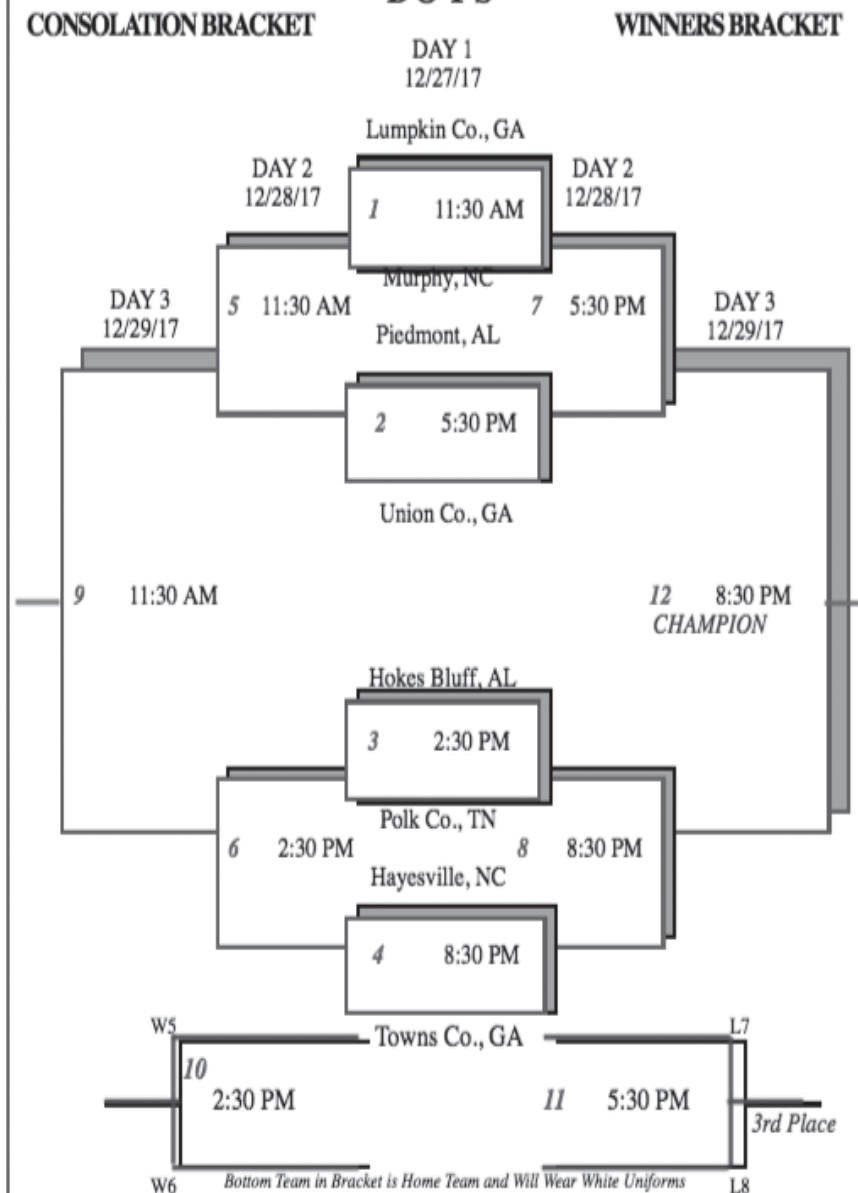 CONSOLATION BRACKET
WINNERS BRACKET
DAY 1
12/27/17
Lumpkin Co., GA
DAY 2
12/28/17
DAY 2
12/28/17
1 11:30 AM
Murphy, NC
DAY 3
12/29/17
5 11:30 AM
7 5:30 PM
DAY 3
12/29/17
Piedmont, AL
2 5:30 PM
Union Co., GA
9 11:30 AM
12 8:30 PM
CHAMPION
Hokes Bluff, AL
3 2:30 PM
Polk Co., TN
6 2:30 PM
8 8:30 PM
Hayesville, NC
4 8:30 PM
W5
Towns Co., GA
L7
10
2:30 PM
11 5:30 PM
3rd Place
W6
Bottom Team in Bracket is Home Team and Will Wear White Uniforms
L8